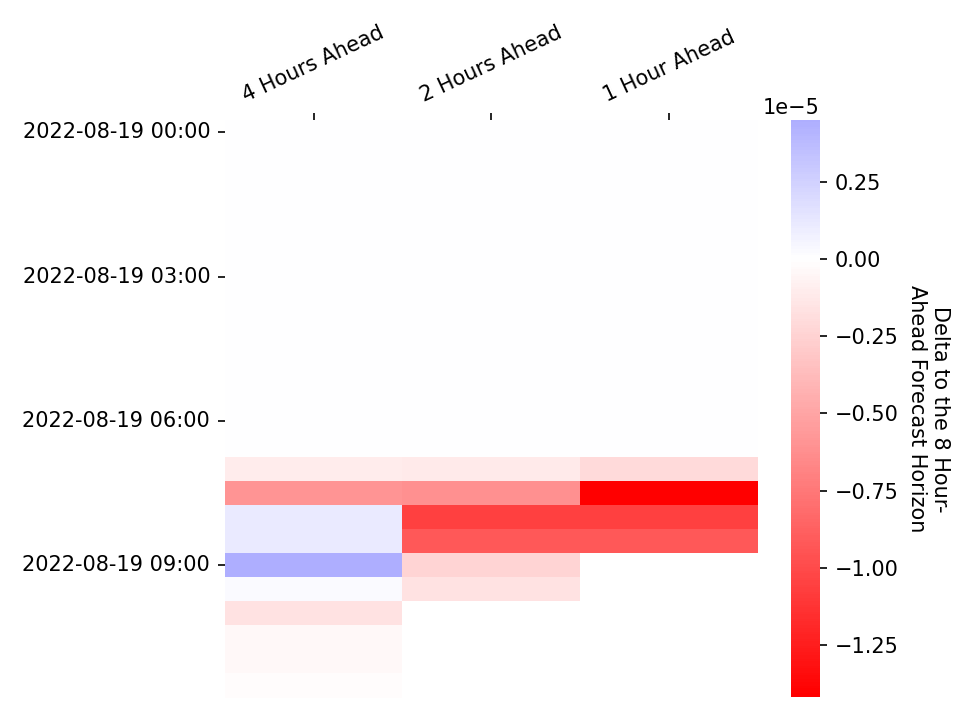 4 Hours Ahead
2 Hours Ahead
1 Hour Ahead
1e−5
2022-08-19 00:00
2022-08-19 03:00
2022-08-19 06:00
2022-08-19 09:00
0.25
0.00
−0.25
−0.50
−0.75
−1.00
−1.25
Delta to the 8 Hour-
Ahead Forecast Horizon